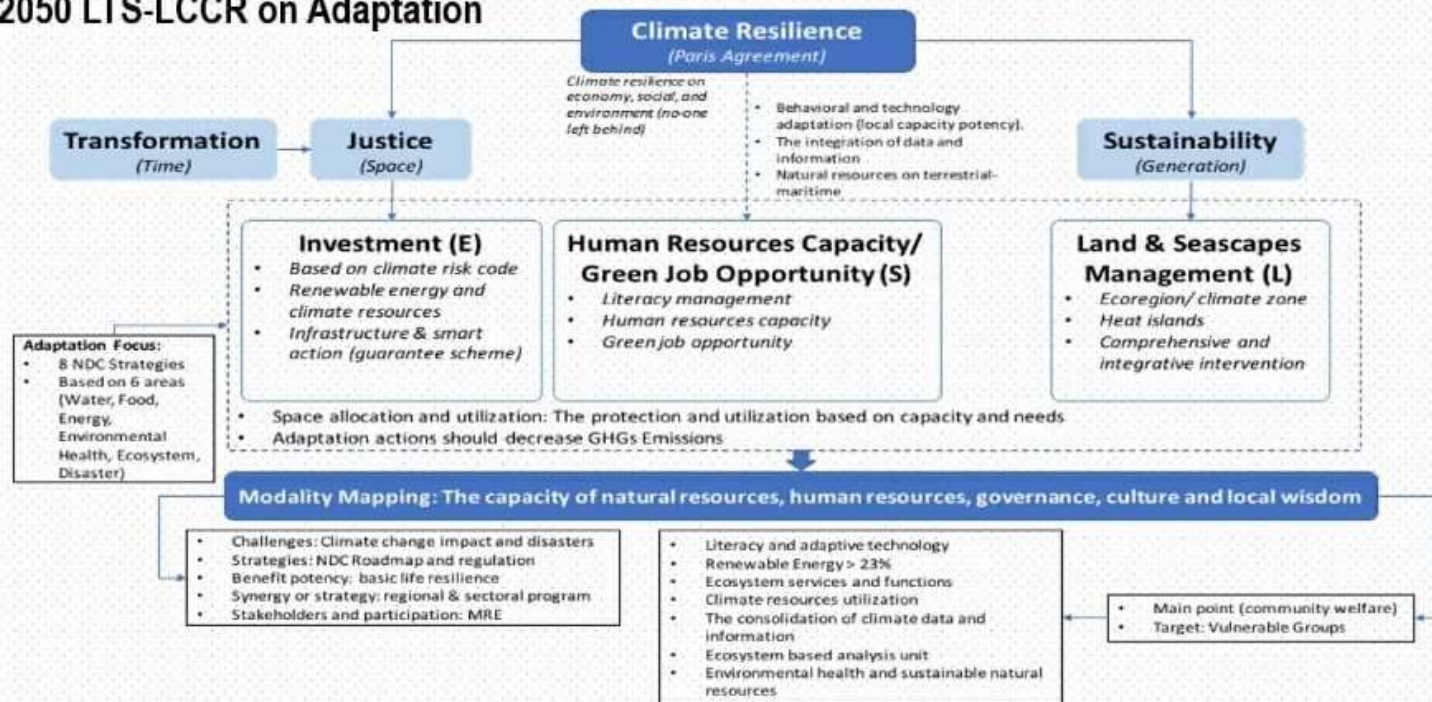 2050 LTS-LCCR on Adaptation
Climate Resilience
(Paris Agreement)
Climate resilience on
economy, social, and
environment (no-one
left behind)
• Behavioral and technology
adaptation (local capacity potency).
• The integration of data and
information
• Natural resources on terrestrial-
maritime
Transformation
(Time)
Justice
(Space)
Sustainability
(Generation)
Investment (E)
• Based on climate risk code
• Renewable energy and
climate resources
• Infrastructure & smart
action (guarantee scheme)
Human Resources Capacity/
Green Job Opportunity (S)
• Literacy management
• Human resources capacity
• Green job opportunity
Land & Seascapes
Management (L)
• Ecoregion/ climate zone
• Heat islands
• Comprehensive and
integrative intervention
Adaptation Focus:
• 8 NDC Strategies
• Based on 6 areas
(Water, Food,
Energy,
Environmental
Health, Ecosystem,
Disaster)
• Space allocation and utilization: The protection and utilization based on capacity and needs
• Adaptation actions should decrease GHGs Emissions
Modality Mapping: The capacity of natural resources, human resources, governance, culture and local wisdom
• Challenges: Climate change impact and disasters
• Strategies: NDC Roadmap and regulation
• Benefit potency: basic life resilience
• Synergy or strategy: regional & sectoral program
• Stakeholders and participation: MRE
• Literacy and adaptive technology
• Renewable Energy > 23%
• Ecosystem services and functions
• Climate resources utilization
• The consolidation of climate data and
information
• Ecosystem based analysis unit
• Environmental health and sustainable natural
resources
• Main point (community welfare)
• Target: Vulnerable Groups